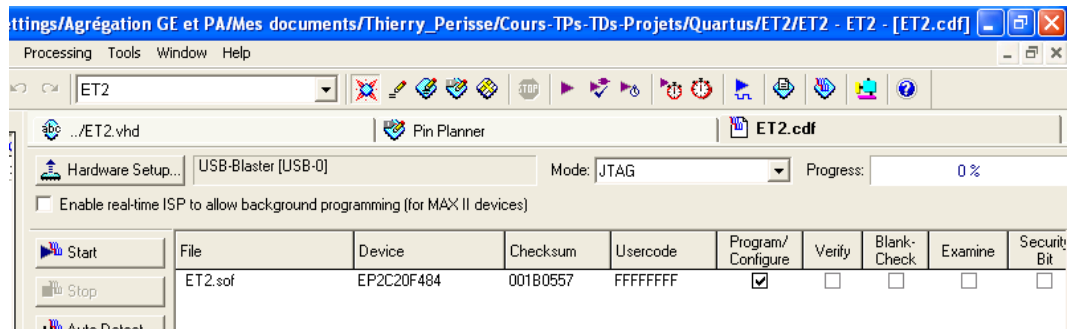 ettings/Agrégation GE et PA/Mes documents/Thierry_Perisse/Cours-TPs-TDs-Projets/Quartus/ET2/ET2 - ET2 - [ET2.cdf]
Processing Tools Window Help
ET2
STOP
abc ../ET2.vhd Pin Planner ET2.cdf
Hardware Setup... USB-Blaster [USB-0] Mode: JTAG Progress: 0 %
Enable real-time ISP to allow background programming (for MAX II devices)
Start File Device Checksum Usercode Program/ Configure Verify Blank- Check Examine Security Bit
ET2.sof EP2C20F484 001B0557 FFFFFFFF
Stop
Auto Detect